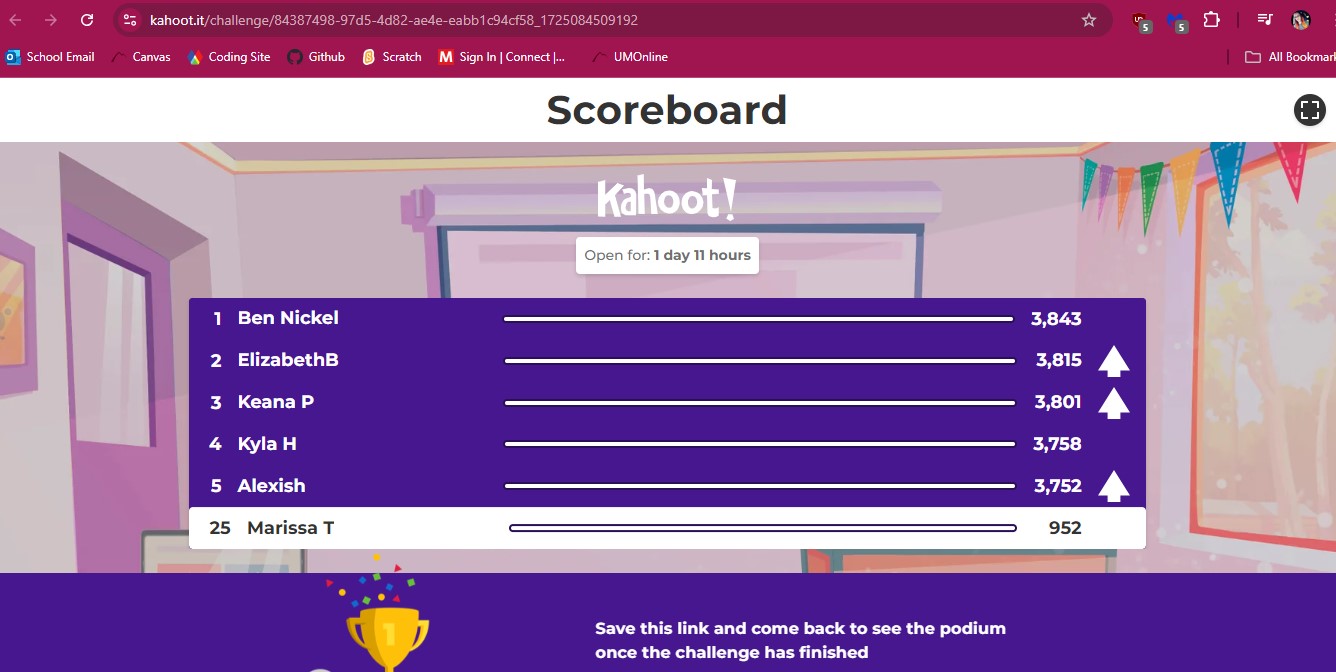 kahoot.it/challenge/84387498-97d5-4d82-ae4e-eabb1c94cf58_1725084509192
5 5
School Email Canvas Coding Site Github Scratch Sign In | Connect |... UMOnline All Bookmar
Scoreboard
Kahoot!
Open for: 1 day 11 hours
1 Ben Nickel 3,843
2 ElizabethB 3,815
3 Keana P 3,801
4 Kyla H 3,758
5 Alexish 3,752
25 Marissa T 952
1
Save this link and come back to see the podium
once the challenge has finished